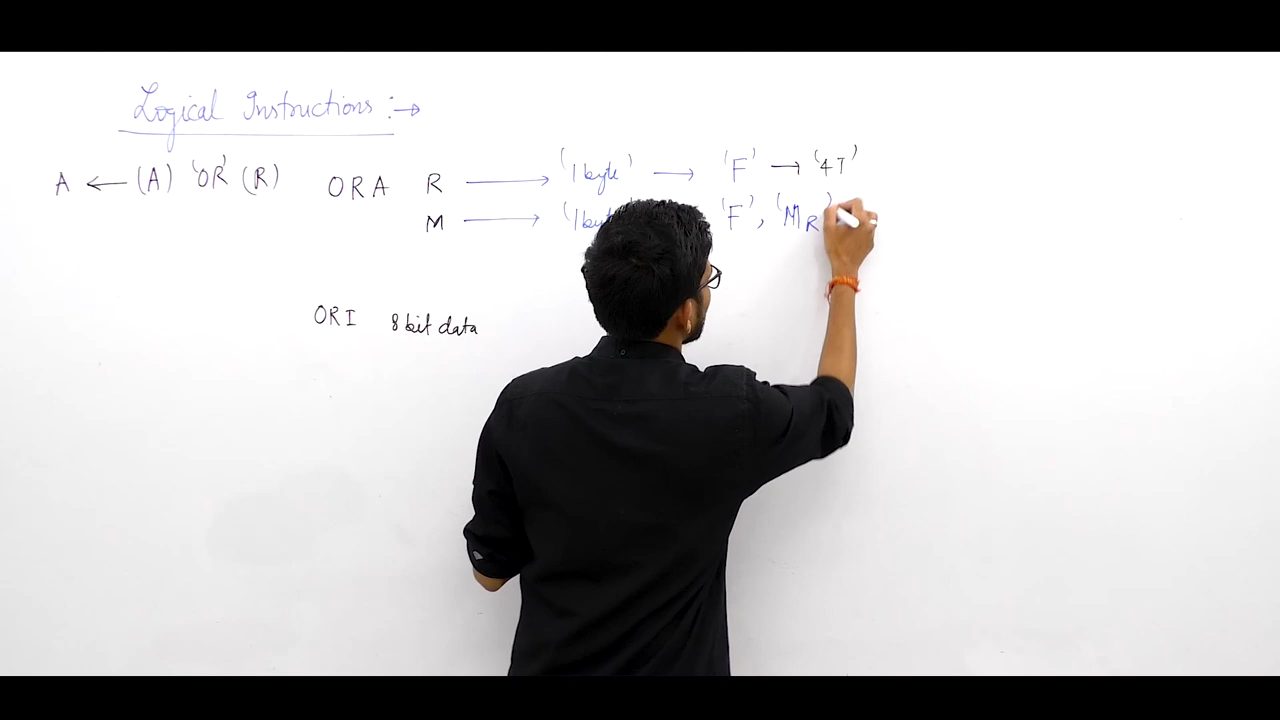 Logical Instructions :→
A ← (A) 'OR' (R) ORA R → (1 byte) → 'F' → '4T'
M → 'F', 'MR'
ORI 8 bit data